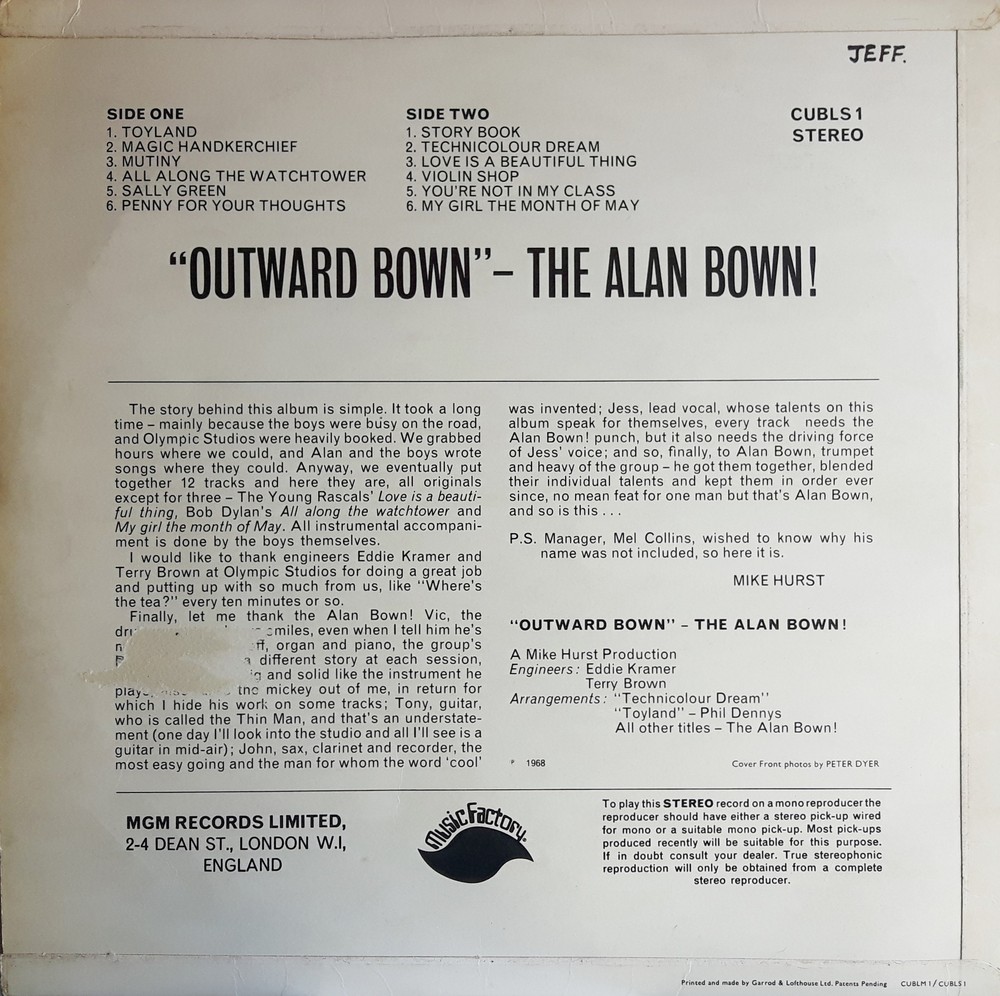 JEFF.
SIDE ONE
1. TOYLAND
2. MAGIC HANDKERCHIEF
3. MUTINY
4. ALL ALONG THE WATCHTOWER
5. SALLY GREEN
6. PENNY FOR YOUR THOUGHTS
SIDE TWO
1. STORY BOOK
2. TECHNICOLOUR DREAM
3. LOVE IS A BEAUTIFUL THING
4. VIOLIN SHOP
5. YOU'RE NOT IN MY CLASS
6. MY GIRL THE MONTH OF MAY
CUBLS 1
STEREO
"OUTWARD BOWN"– THE ALAN BOWN!
The story behind this album is simple. It took a long
time – mainly because the boys were busy on the road,
and Olympic Studios were heavily booked. We grabbed
hours where we could, and Alan and the boys wrote
songs where they could. Anyway, we eventually put
together 12 tracks and here they are, all originals
except for three – The Young Rascals' Love is a beauti-
ful thing, Bob Dylan's All along the watchtower and
My girl the month of May. All instrumental accompani-
ment is done by the boys themselves.
I would like to thank engineers Eddie Kramer and
Terry Brown at Olympic Studios for doing a great job
and putting up with so much from us, like "Where's
the tea?" every ten minutes or so.
Finally, let me thank the Alan Bown! Vic, the
smiles, even when I tell him he's
organ and piano, the group's
different story at each session,
and solid like the instrument he
the mickey out of me, in return for
which I hide his work on some tracks; Tony, guitar,
who is called the Thin Man, and that's an understate-
ment (one day I'll look into the studio and all I'll see is a
guitar in mid-air); John, sax, clarinet and recorder, the
most easy going and the man for whom the word 'cool'
was invented; Jess, lead vocal, whose talents on this
album speak for themselves, every track needs the
Alan Bown! punch, but it also needs the driving force
of Jess' voice; and so, finally, to Alan Bown, trumpet
and heavy of the group – he got them together, blended
their individual talents and kept them in order ever
since, no mean feat for one man but that's Alan Bown,
and so is this . . .
P.S. Manager, Mel Collins, wished to know why his
name was not included, so here it is.
MIKE HURST
"OUTWARD BOWN" – THE ALAN BOWN!
A Mike Hurst Production
Engineers: Eddie Kramer
Terry Brown
Arrangements: "Technicolour Dream"
"Toyland" – Phil Dennys
All other titles – The Alan Bown!
℗ 1968
Cover Front photos by PETER DYER
MGM RECORDS LIMITED,
2-4 DEAN ST., LONDON W.I,
ENGLAND
Music Factory.
To play this STEREO record on a mono reproducer the
reproducer should have either a stereo pick-up wired
for mono or a suitable mono pick-up. Most pick-ups
produced recently will be suitable for this purpose.
If in doubt consult your dealer. True stereophonic
reproduction will only be obtained from a complete
stereo reproducer.
Printed and made by Garrod & Lofthouse Ltd. Patents Pending CUBLM 1 / CUBLS 1